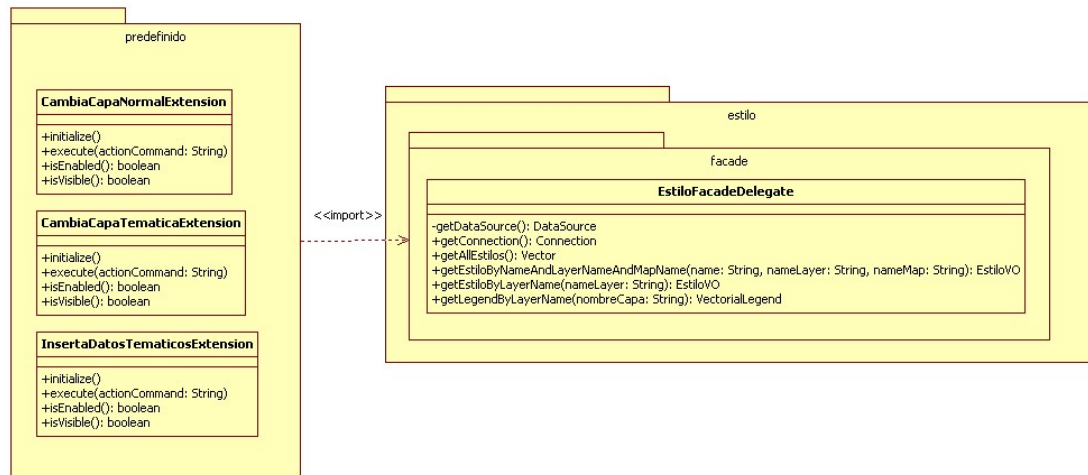 predefinido
CambiaCapaNormalExtension
+initialize()
+execute(actionCommand: String)
+isEnabled(): boolean
+isVisible(): boolean
CambiaCapaTematicaExtension
+initialize()
+execute(actionCommand: String)
+isEnabled(): boolean
+isVisible(): boolean
InsertaDatosTematicosExtension
+initialize()
+execute(actionCommand: String)
+isEnabled(): boolean
+isVisible(): boolean
<<import>>
estilo
facade
EstiloFacadeDelegate
-getDataSource(): DataSource
+getConnection(): Connection
+getAllEstilos(): Vector
+getEstiloByNameAndLayerNameAndMapName(name: String, nameLayer: String, nameMap: String): EstiloVO
+getEstiloByLayerName(nameLayer: String): EstiloVO
+getLegendByLayerName(nombreCapa: String): VectorialLegend